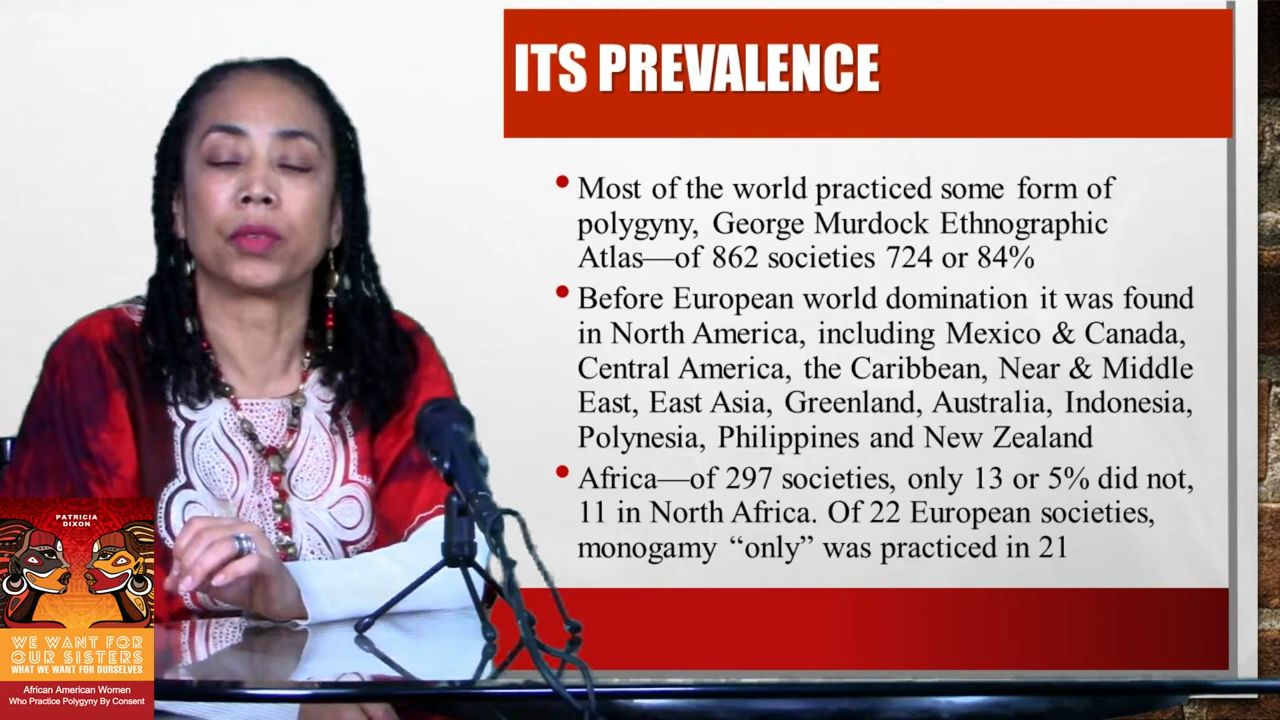 ITS PREVALENCE
• Most of the world practiced some form of
polygyny, George Murdock Ethnographic
Atlas—of 862 societies 724 or 84%
• Before European world domination it was found
in North America, including Mexico & Canada,
Central America, the Caribbean, Near & Middle
East, East Asia, Greenland, Australia, Indonesia,
Polynesia, Philippines and New Zealand
• Africa—of 297 societies, only 13 or 5% did not,
11 in North Africa. Of 22 European societies,
monogamy “only” was practiced in 21
PATRICIA
DIXON
WE WANT FOR
OUR SISTERS
WHAT WE WANT FOR OURSELVES
African American Women
Who Practice Polygyny By Consent